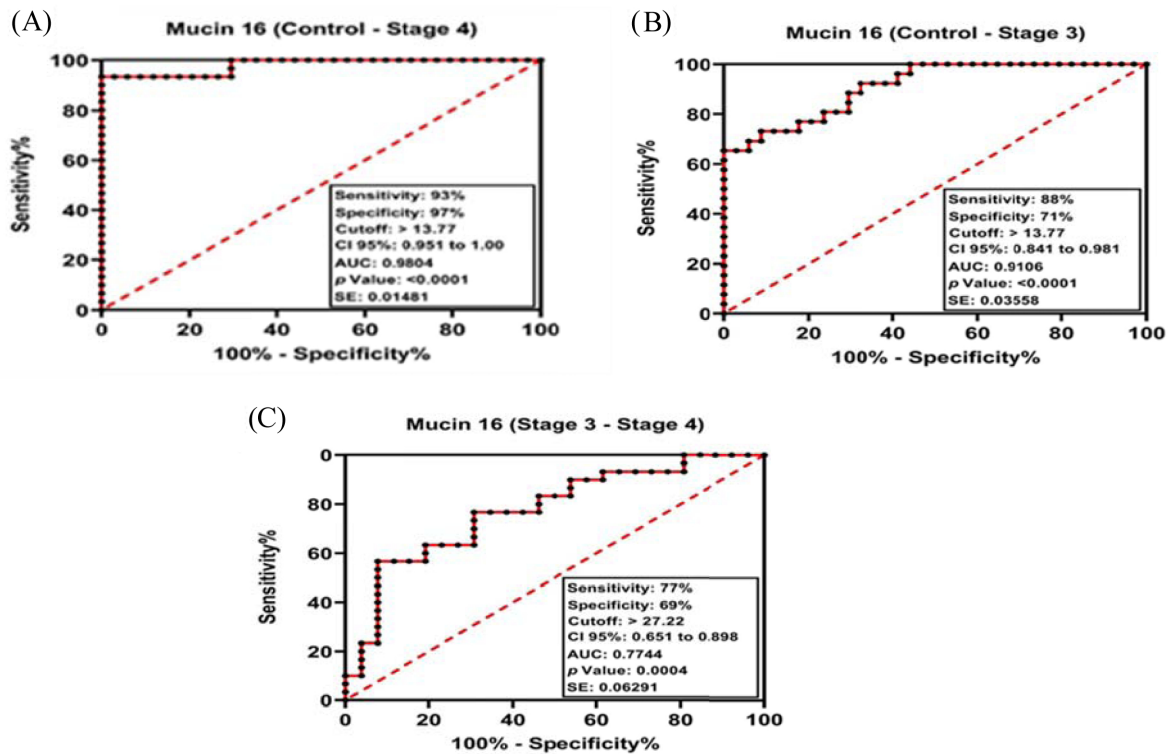 (A)
Mucin 16 (Control - Stage 4)
100
80
60
40
20
0
Sensitivity%
0 20 40 60 80 100
100% - Specificity%
Sensitivity: 93%
Specificity: 97%
Cutoff: > 13.77
CI 95%: 0.951 to 1.00
AUC: 0.9804
p Value: <0.0001
SE: 0.01481
(B)
Mucin 16 (Control - Stage 3)
100
80
60
40
20
0
Sensitivity%
0 20 40 60 80 100
100% - Specificity%
Sensitivity: 88%
Specificity: 71%
Cutoff: > 13.77
CI 95%: 0.841 to 0.981
AUC: 0.9106
p Value: <0.0001
SE: 0.03558
(C)
Mucin 16 (Stage 3 - Stage 4)
0
80
60
40
20
0
Sensitivity%
0 20 40 60 80 100
100% - Specificity%
Sensitivity: 77%
Specificity: 69%
Cutoff: > 27.22
CI 95%: 0.651 to 0.898
AUC: 0.7744
p Value: 0.0004
SE: 0.06291